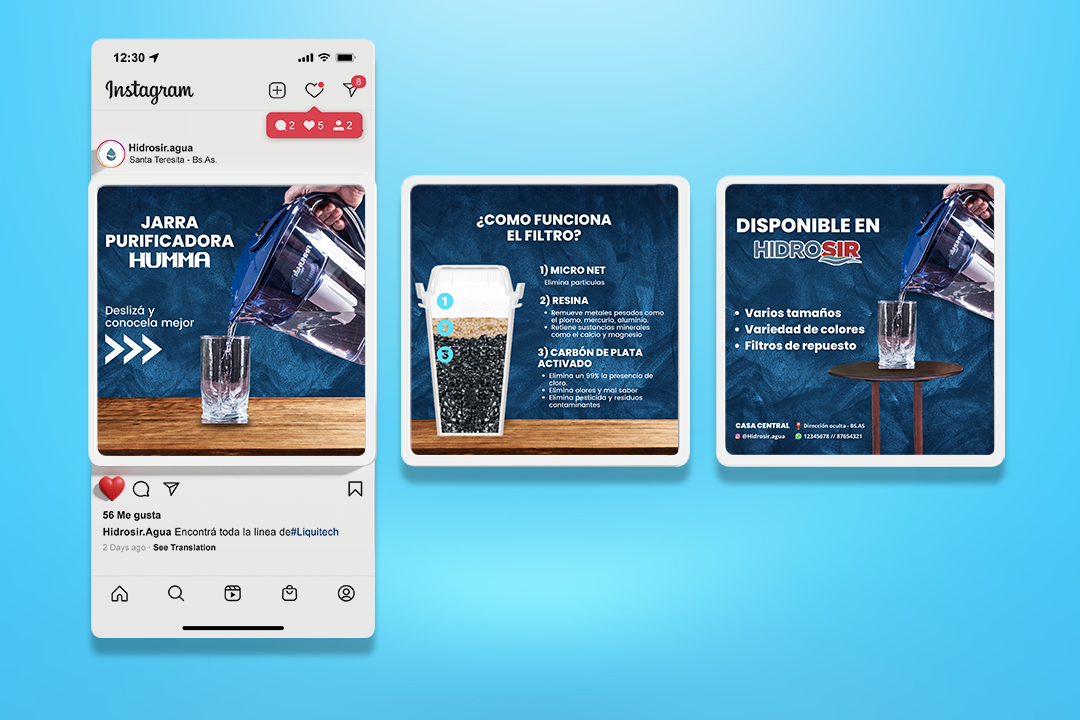 12:30
Instagram
8
2 5 2
Hidrosir.agua
Santa Teresita - Bs.As.
JARRA
PURIFICADORA
HUMMA
Deslizá y
conocela mejor
HUMMA
56 Me gusta
Hidrosir.Agua Encontrá toda la linea de#Liquitech
2 Days ago · See Translation
¿COMO FUNCIONA
EL FILTRO?
1
2
3
1) MICRO NET
Elimina particulas
2) RESINA
• Remueve metales pesados como
el plomo, mercurio, aluminio.
• Retiene sustancias minerales
como el calcio y magnesio
3) CARBÓN DE PLATA
ACTIVADO
• Elimina un 99% la presencia de
cloro.
• Elimina olores y mal sabor
• Elimina pesticida y residuos
contaminantes
DISPONIBLE EN
HIDROSIR
• Varios tamaños
• Variedad de colores
• Filtros de repuesto
CASA CENTRAL Dirección oculta - BS.AS
@Hidrosir.agua 12345678 // 87654321